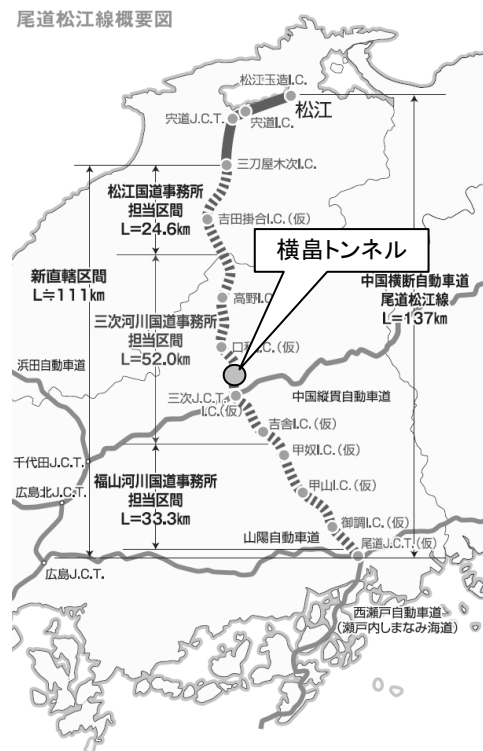 尾道松江線概要図
松江玉造I.C.
松江
宍道J.C.T.
宍道I.C.
三刀屋木次I.C.
松江国道事務所
担当区間
L=24.6km
吉田掛合I.C.(仮)
横畠トンネル
新直轄区間
L≒111km
中国横断自動車道
尾道松江線
L=137km
高野I.C.
三次河川国道事務所
担当区間
L=52.0km
口和I.C.(仮)
浜田自動車道
三次J.C.T.
I.C.(仮)
中国縦貫自動車道
吉舎I.C.(仮)
千代田J.C.T.
甲奴I.C.(仮)
福山河川国道事務所
担当区間
L=33.3km
広島北J.C.T.
甲山I.C.(仮)
御調I.C.(仮)
山陽自動車道
尾道J.C.T.(仮)
広島J.C.T.
西瀬戸自動車道
(瀬戸内しまなみ海道)